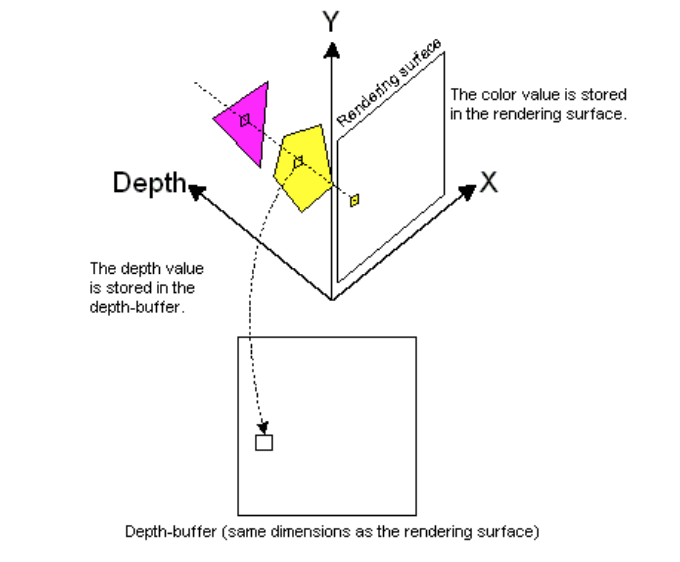 Y
Rendering surface
The color value is stored
in the rendering surface.
Depth
X
The depth value
is stored in the
depth-buffer.
Depth-buffer (same dimensions as the rendering surface)